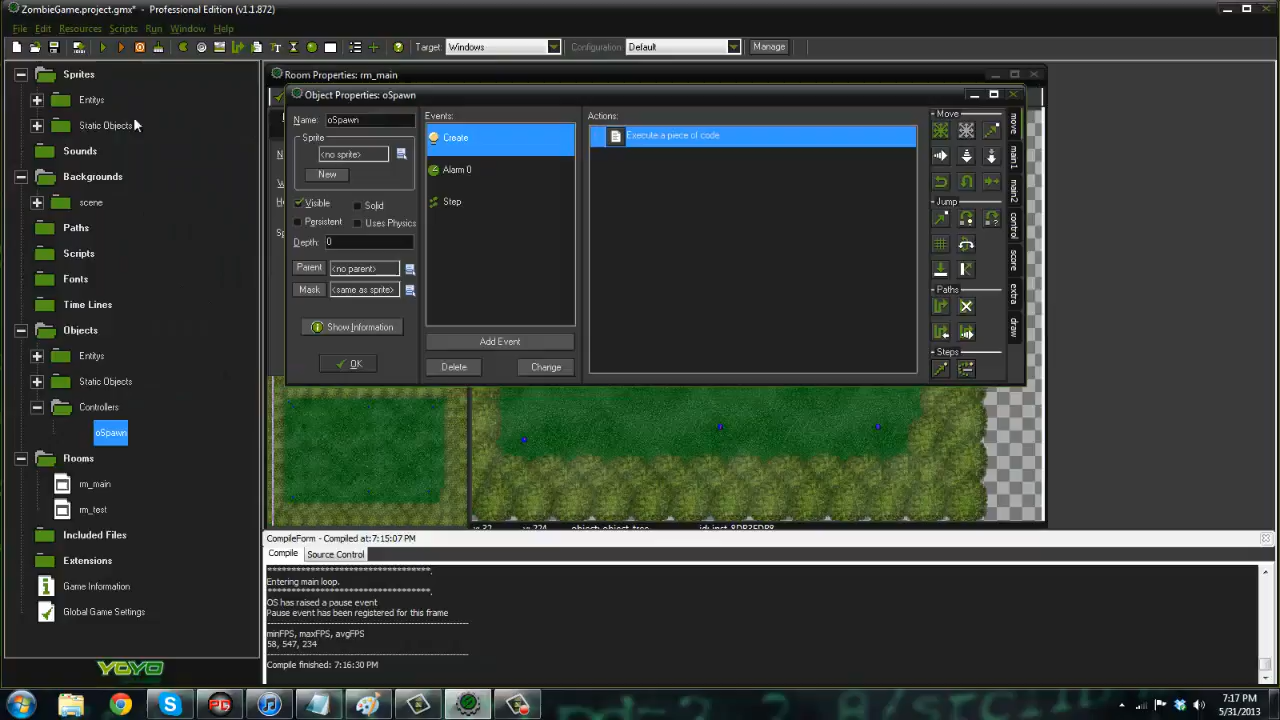 ZombieGame.project.gmx* - Professional Edition (v1.1.872)
File Edit Resources Scripts Run Window Help
Target: Windows Configuration: Default Manage
Sprites
Entitys
Static Objects
Sounds
Backgrounds
scene
Paths
Scripts
Fonts
Time Lines
Objects
Entitys
Static Objects
Controllers
oSpawn
Rooms
rm_main
rm_test
Included Files
Extensions
Game Information
Global Game Settings
YOYO
Room Properties: rm_main
Object Properties: oSpawn
Name: oSpawn
Sprite
<no sprite>
New
Visible Solid
Persistent Uses Physics
Depth: 0
Parent <no parent>
Mask <same as sprite>
Show Information
OK
Events:
Create
Alarm 0
Step
Add Event
Delete Change
Actions:
Execute a piece of code
Move
Jump
Paths
Steps
move
main1
main2
control
score
extra
draw
CompileForm - Compiled at:7:15:07 PM
Compile Source Control
**********************************.
Entering main loop.
**********************************.
OS has raised a pause event
Pause event has been registered for this frame
minFPS, maxFPS, avgFPS
58, 547, 234
Compile finished: 7:16:30 PM
7:17 PM
5/31/2013